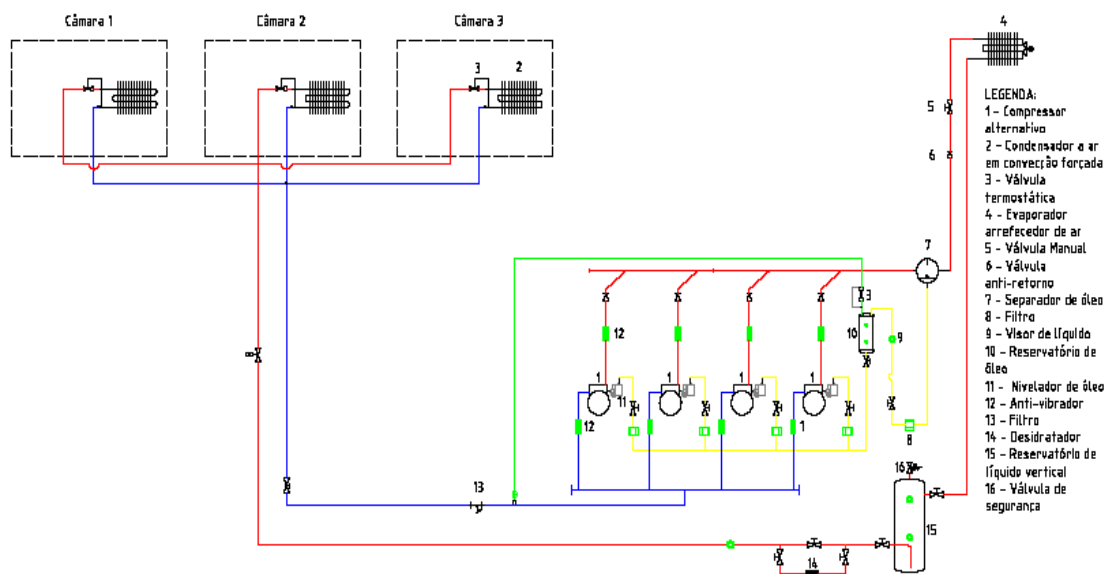 Câmara 1
Câmara 2
Câmara 3
4
3
2
5
6
7
LEGENDA:
1 - Compressor
alternativo
2 - Condensador a ar
em convecção forçada
3 - Válvula
termostática
4 - Evaporador
arrefecedor de ar
5 - Válvula Manual
6 - Válvula
anti-retorno
7 - Separador de óleo
8 - Filtro
9 - Visor de líquido
10 - Reservatório de
óleo
11 - Nivelador de óleo
12 - Anti-vibrador
13 - Filtro
14 - Desidratador
15 - Reservatório de
líquido vertical
16 - Válvula de
segurança
3
12
10
9
1
1
1
1
11
12
1
8
16
13
15
14